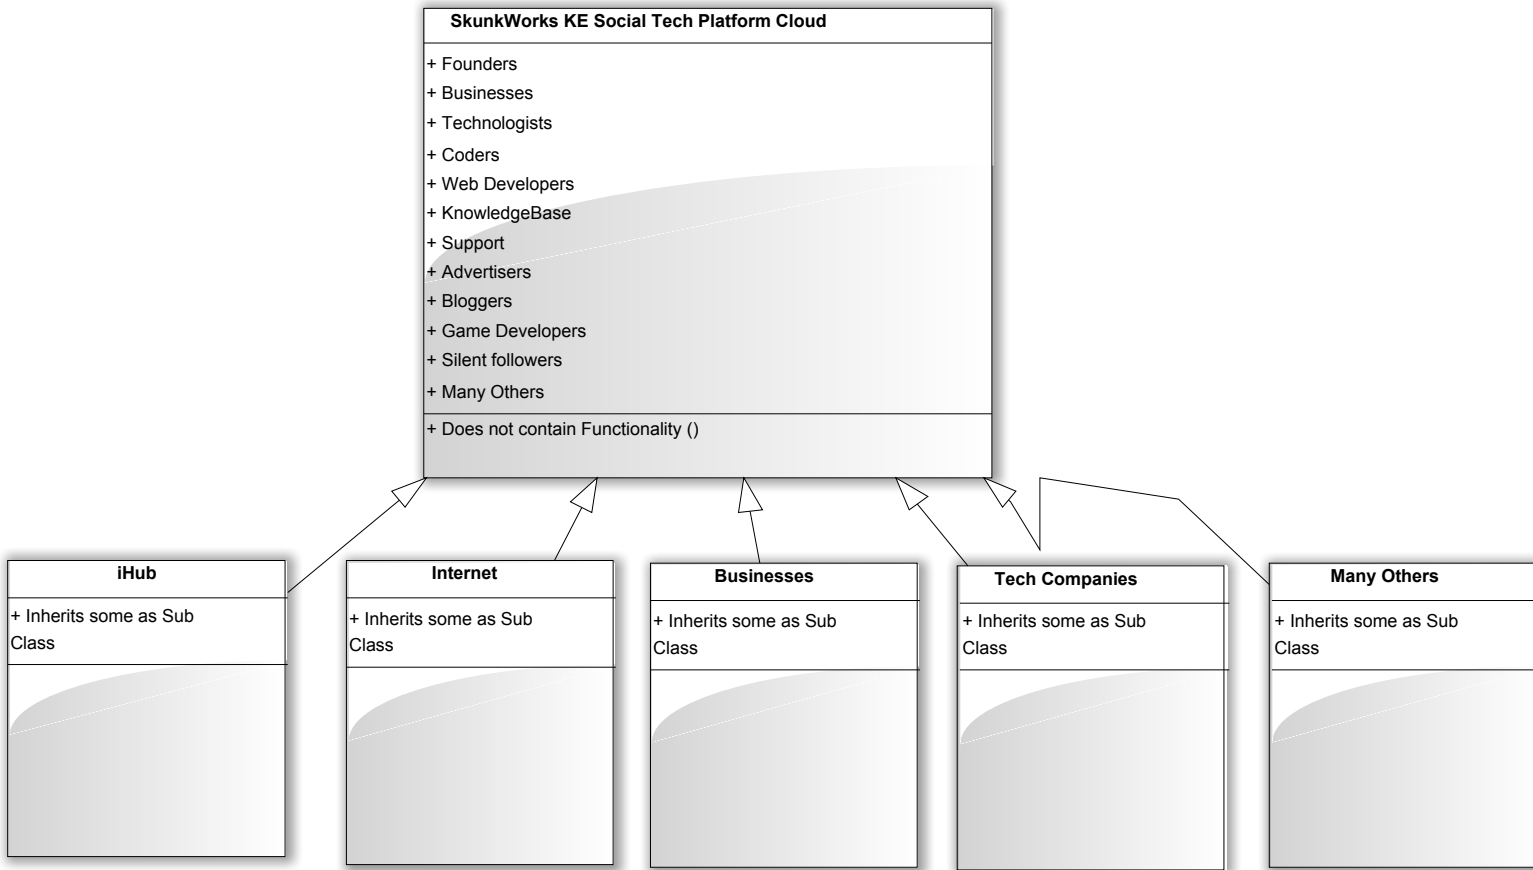 SkunkWorks KE Social Tech Platform Cloud
+ Founders
+ Businesses
+ Technologists
+ Coders
+ Web Developers
+ KnowledgeBase
+ Support
+ Advertisers
+ Bloggers
+ Game Developers
+ Silent followers
+ Many Others
+ Does not contain Functionality ()
iHub
+ Inherits some as Sub
Class
Internet
+ Inherits some as Sub
Class
Businesses
+ Inherits some as Sub
Class
Tech Companies
+ Inherits some as Sub
Class
Many Others
+ Inherits some as Sub
Class